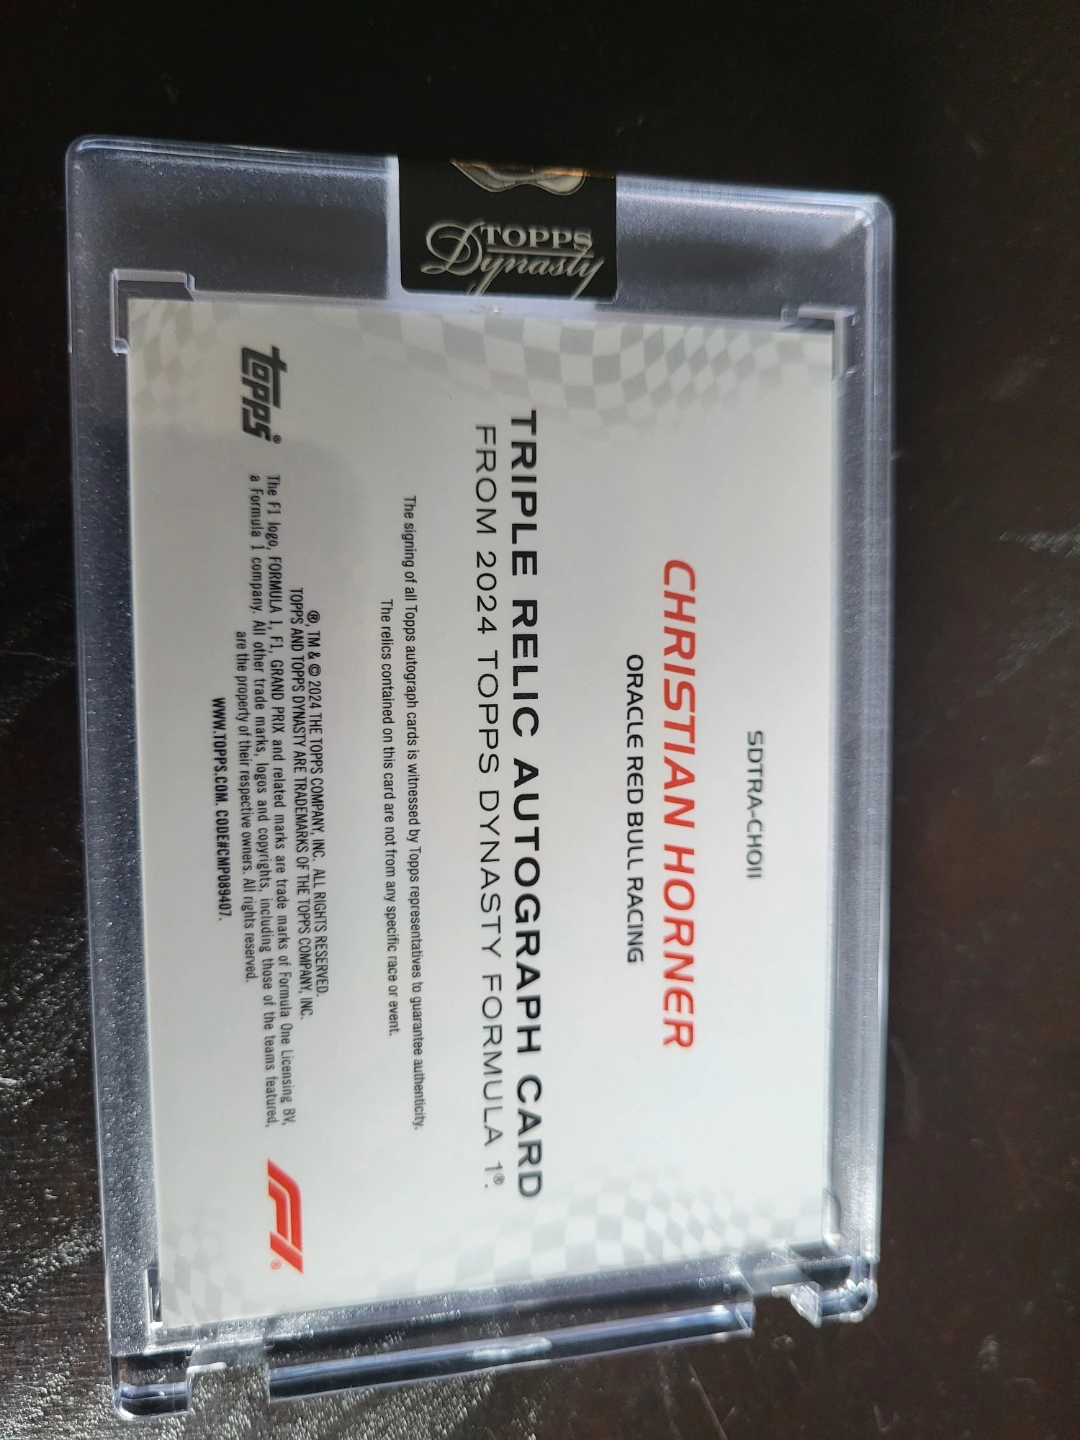 TOPPS
Dynasty
SDTRA-CHOII
CHRISTIAN HORNER
ORACLE RED BULL RACING
TRIPLE RELIC AUTOGRAPH CARD
FROM 2024 TOPPS DYNASTY FORMULA 1®.
The signing of all Topps autograph cards is witnessed by Topps representatives to guarantee authenticity.
The relics contained on this card are not from any specific race or event.
topps®
®, TM & © 2024 THE TOPPS COMPANY, INC. ALL RIGHTS RESERVED.
TOPPS AND TOPPS DYNASTY ARE TRADEMARKS OF THE TOPPS COMPANY, INC.
The F1 logo, FORMULA 1, F1, GRAND PRIX and related marks are trade marks of Formula One Licensing BV,
a Formula 1 company. All other trade marks, logos and copyrights, including those of the teams featured,
are the property of their respective owners. All rights reserved.
WWW.TOPPS.COM. CODE#CMP089407.
F1®